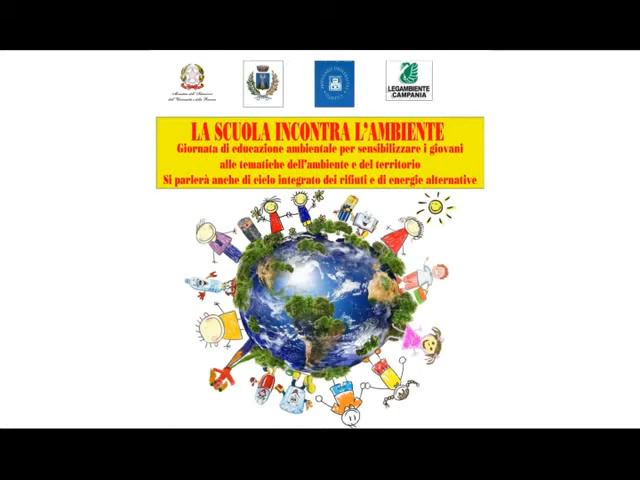 LEGAMBIENTE
CAMPANIA
LA SCUOLA INCONTRA L'AMBIENTE
Giornata di educazione ambientale per sensibilizzare i giovani
alle tematiche dell'ambiente e del territorio
Si parlerà anche di ciclo integrato dei rifiuti e di energie alternative